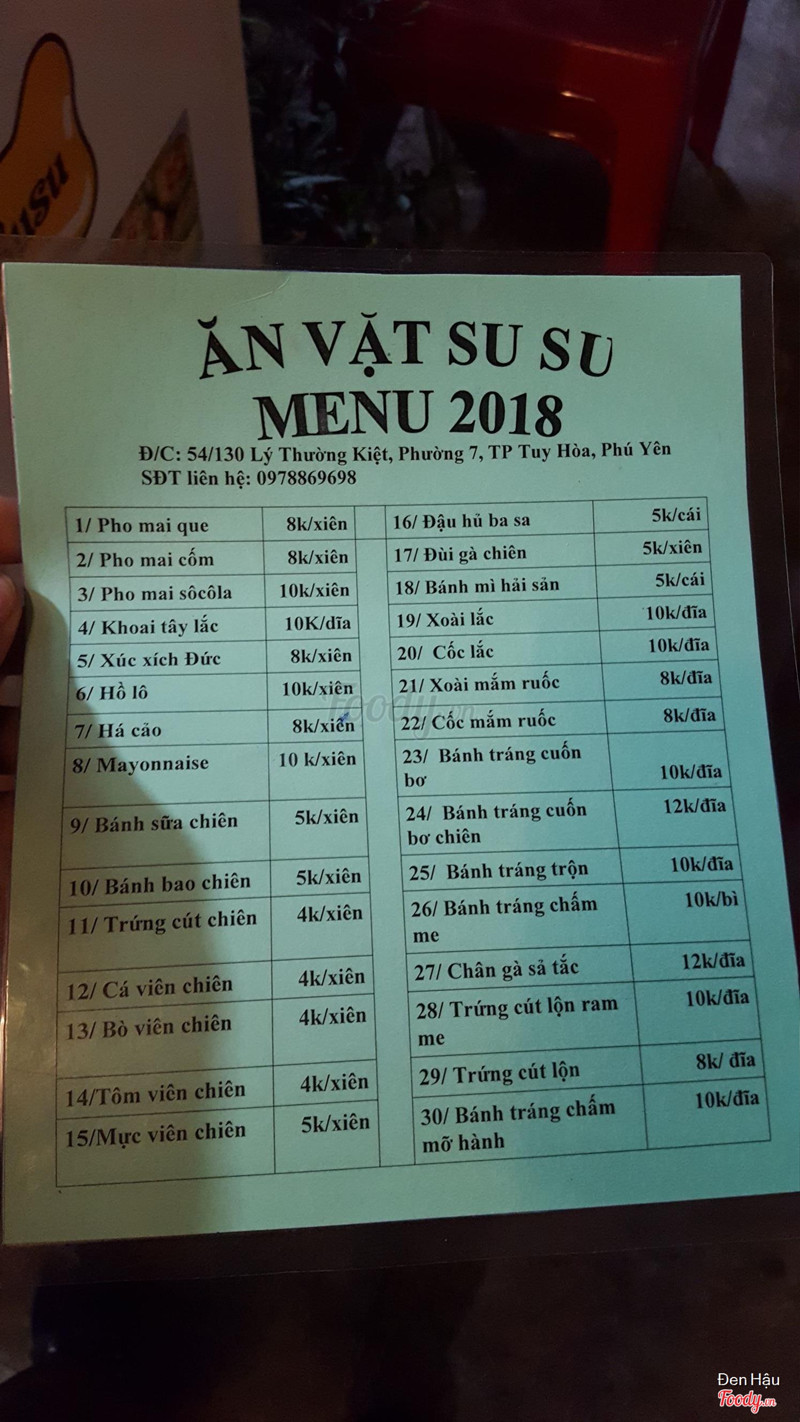 SuSu
ĂN VẶT SU SU
MENU 2018
Đ/C: 54/130 Lý Thường Kiệt, Phường 7, TP Tuy Hòa, Phú Yên
SĐT liên hệ: 0978869698
1/ Pho mai que 8k/xiên
2/ Pho mai cốm 8k/xiên
3/ Pho mai sôcôla 10k/xiên
4/ Khoai tây lắc 10K/dĩa
5/ Xúc xích Đức 8k/xiên
6/ Hồ lô 10k/xiên
7/ Há cảo 8k/xiên
8/ Mayonnaise 10 k/xiên
9/ Bánh sữa chiên 5k/xiên
10/ Bánh bao chiên 5k/xiên
11/ Trứng cút chiên 4k/xiên
12/ Cá viên chiên 4k/xiên
13/ Bò viên chiên 4k/xiên
14/Tôm viên chiên 4k/xiên
15/Mực viên chiên 5k/xiên
16/ Đậu hủ ba sa 5k/cái
17/ Đùi gà chiên 5k/xiên
18/ Bánh mì hải sản 5k/cái
19/ Xoài lắc 10k/đĩa
20/ Cốc lắc 10k/đĩa
21/ Xoài mắm ruốc 8k/đĩa
22/ Cốc mắm ruốc 8k/đĩa
23/ Bánh tráng cuốn
bơ 10k/đĩa
24/ Bánh tráng cuốn 12k/đĩa
bơ chiên
25/ Bánh tráng trộn 10k/đĩa
26/ Bánh tráng chấm 10k/bì
me
27/ Chân gà sả tắc 12k/đĩa
28/ Trứng cút lộn ram 10k/đĩa
me
29/ Trứng cút lộn 8k/ đĩa
30/ Bánh tráng chấm 10k/đĩa
mỡ hành
foody.vn
Đen Hậu
Foody.vn